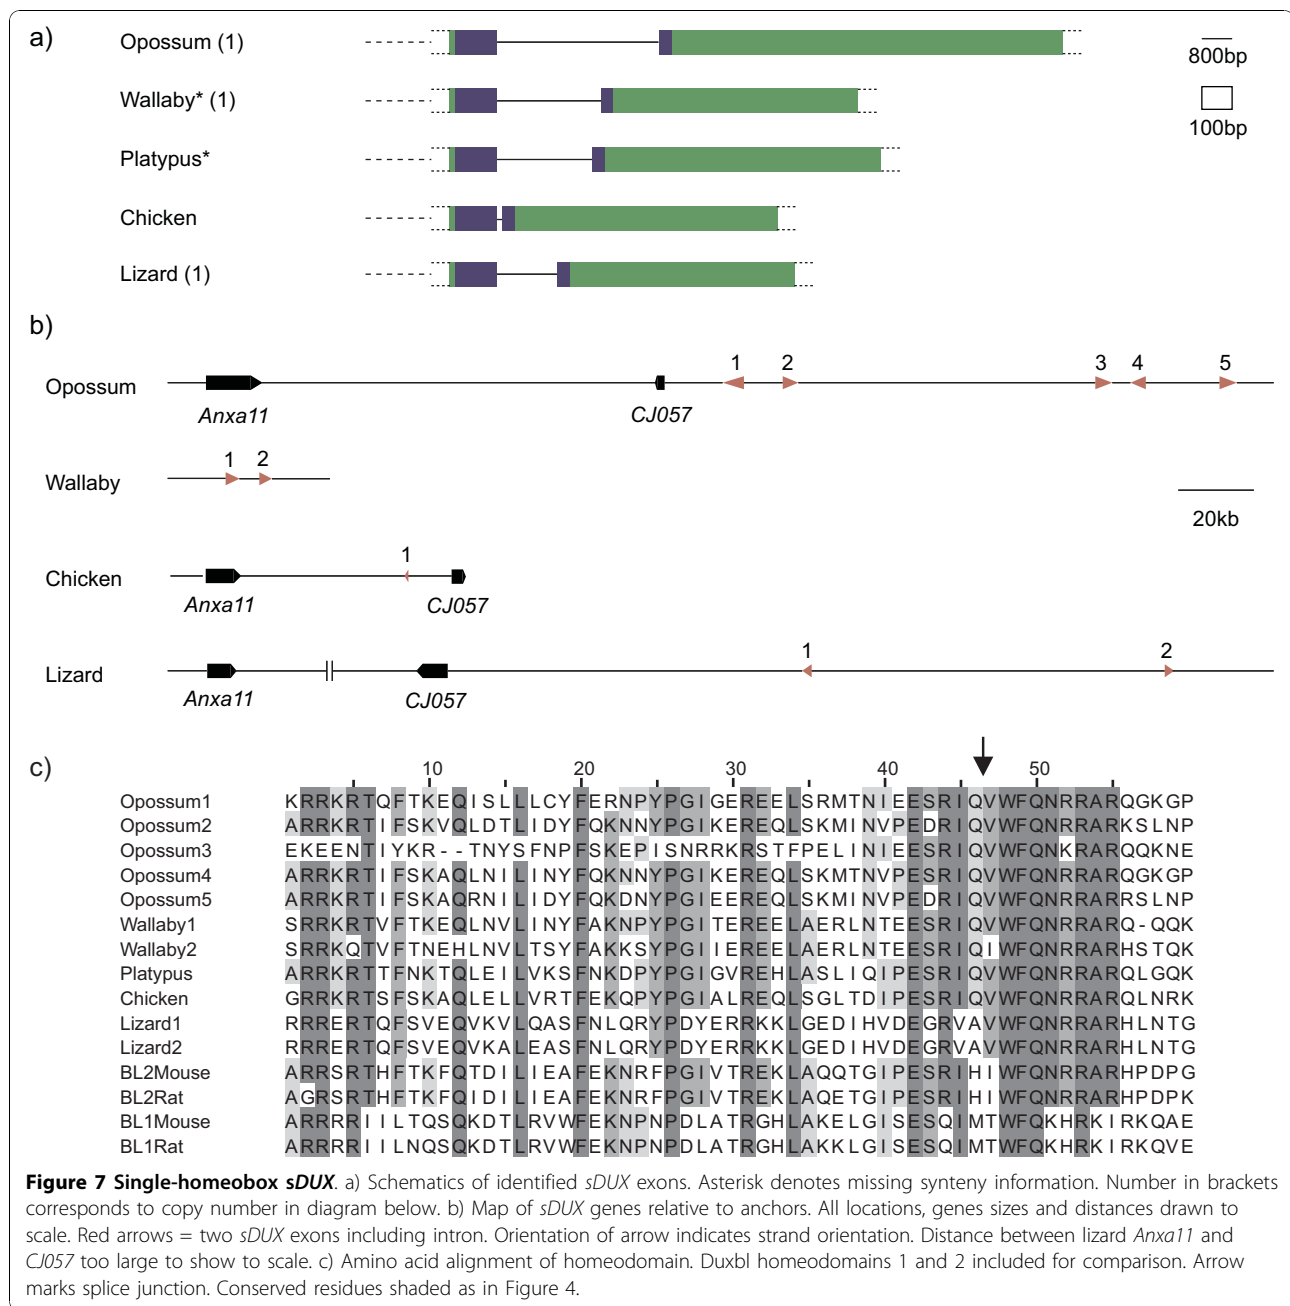 a)
Opossum (1)
800bp
Wallaby* (1)
100bp
Platypus*
Chicken
Lizard (1)
b)
1 2 3 4 5
Opossum
Anxa11 CJ057
1 2
Wallaby
20kb
1
Chicken
Anxa11 CJ057
1 2
Lizard
Anxa11 CJ057
c)
10 20 30 40 50
Opossum1 KRRKRTQFTKEQISLLLCYFERNPYPGIGEREELSRMTNIEESRIQVWFQNRRARQGKGP
Opossum2 ARRKRTIFSKVQLDTLIDYFQKNNYPGIKEREQLSKMINVPEDRIQVWFQNRRARKSLNP
Opossum3 EKEENTIYKR--TNYSFNPFSKEPISNRRKRSTFPELINIEESRIQVWFQNKRARQQKNE
Opossum4 ARRKRTIFSKAQLNILINYFQKNNYPGIKEREQLSKMTNVPESRIQVWFQNRRARQGKGP
Opossum5 ARRKRTIFSKAQRNILIDYFQKDNYPGIEEREQLSKMINVPEDRIQVWFQNRRARRSLNP
Wallaby1 SRRKRTVFTKEQLNVLINYFAKNPYPGITEREELAERLNTEESRIQVWFQNRRARQ-QQK
Wallaby2 SRRKQTVFTNEHLNVLTSYFAKKSYPGIIEREELAERLNTEESRIQIWFQNRRARHSTQK
Platypus ARRKRTTFNKTQLEILVKSFNKDPYPGIGVREHLASLIQIPESRIQVWFQNRRARQLGQK
Chicken GRRKRTSFSKAQLELLVRTFEKQPYPGIALREQLSGLTDIPESRIQVWFQNRRARQLNRK
Lizard1 RRRERTQFSVEQVKVLQASFNLQRYPDYERRKKLGEDIHVDEGRVAVWFQNRRARHLNTG
Lizard2 RRRERTQFSVEQVKALEASFNLQRYPDYERRKKLGEDIHVDEGRVAVWFQNRRARHLNTG
BL2Mouse ARRSRTHFTKFQTDILIEAFEKNRFPGIVTREKLAQQTGIPESRIHIWFQNRRARHPDPG
BL2Rat AGRSRTHFTKFQIDILIEAFEKNRFPGIVTREKLAQETGIPESRIHIWFQNRRARHPDPK
BL1Mouse ARRRRIILTQSQKDTLRVWFEKNPNPDLATRGHLAKELGISESQIMTWFQKHRKIRKQAE
BL1Rat ARRRRIILNQSQKDTLRVWFEKNPNPDLATRGHLAKKLGISESQIMTWFQKHRKIRKQVE
Figure 7 Single-homeobox sDUX. a) Schematics of identified sDUX exons. Asterisk denotes missing synteny information. Number in brackets
corresponds to copy number in diagram below. b) Map of sDUX genes relative to anchors. All locations, genes sizes and distances drawn to
scale. Red arrows = two sDUX exons including intron. Orientation of arrow indicates strand orientation. Distance between lizard Anxa11 and
CJ057 too large to show to scale. c) Amino acid alignment of homeodomain. Duxbl homeodomains 1 and 2 included for comparison. Arrow
marks splice junction. Conserved residues shaded as in Figure 4.